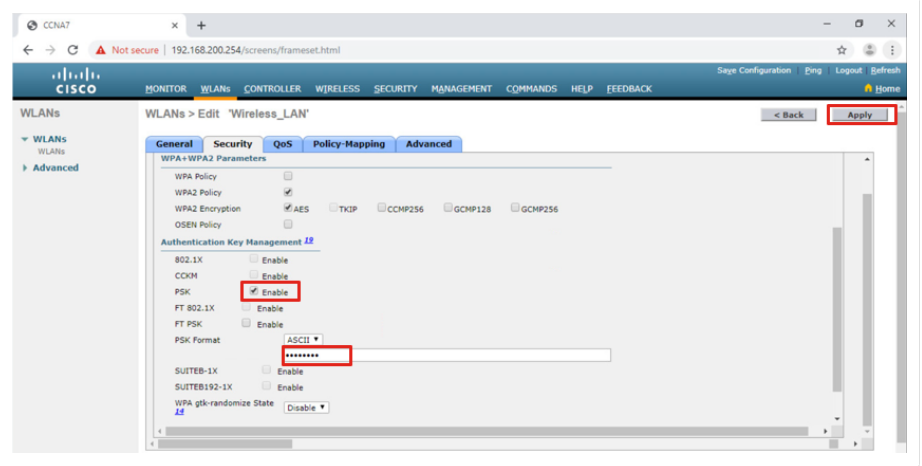 CCNA7
Not secure | 192.168.200.254/screens/frameset.html
Save Configuration Ping Logout Refresh
CISCO MONITOR WLANs CONTROLLER WIRELESS SECURITY MANAGEMENT COMMANDS HELP FEEDBACK Home
WLANs WLANs > Edit 'Wireless_LAN' < Back Apply
WLANs
WLANs
Advanced
General Security QoS Policy-Mapping Advanced
WPA+WPA2 Parameters
WPA Policy
WPA2 Policy
WPA2 Encryption AES TKIP CCMP256 GCMP128 GCMP256
OSEN Policy
Authentication Key Management 19
802.1X Enable
CCKM Enable
PSK Enable
FT 802.1X Enable
FT PSK Enable
PSK Format ASCII
••••••••
SUITEB-1X Enable
SUITEB192-1X Enable
WPA gtk-randomize State Disable
14